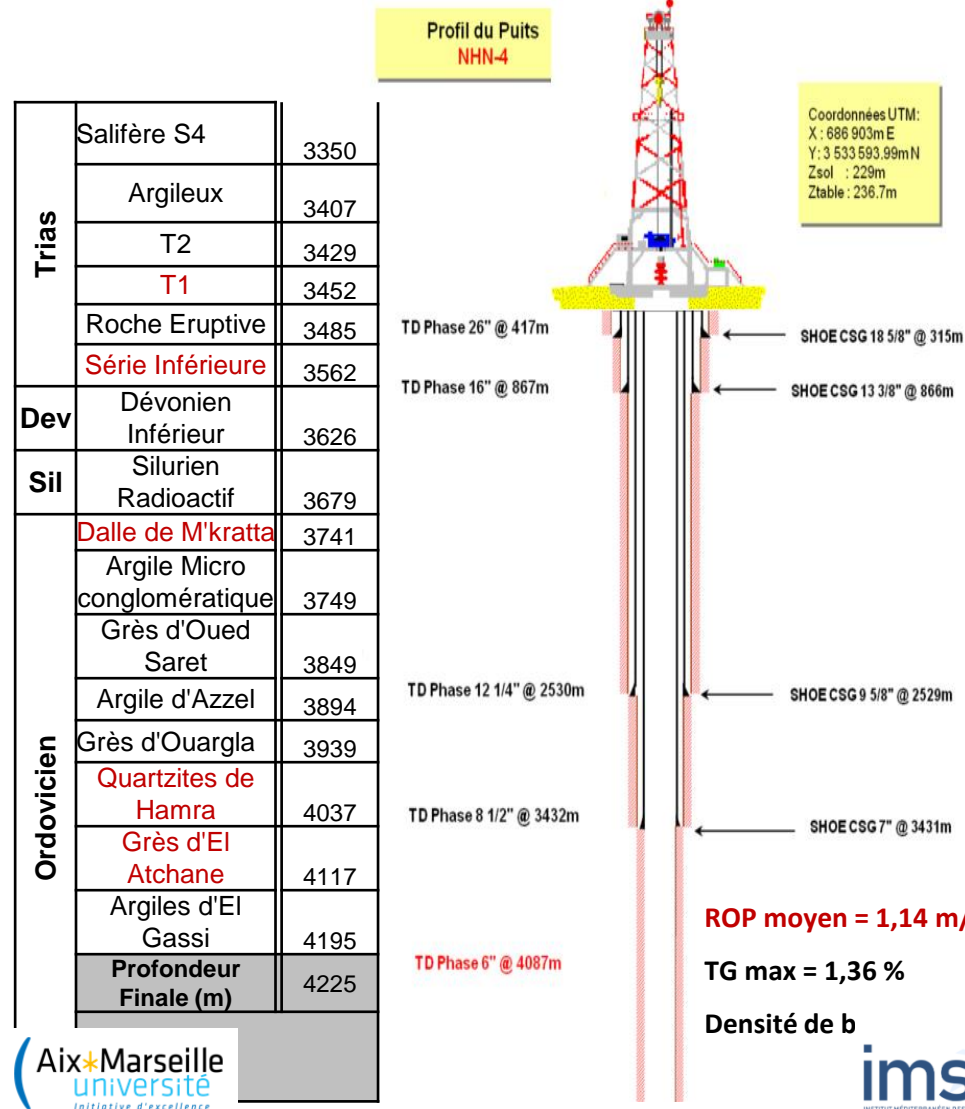 Profil du Puits
NHN-4
Coordonnées UTM:
X : 686 903m E
Y: 3 533 593.99m N
Zsol : 229m
Ztable : 236.7m
Trias
Salifère S4 3350
Argileux 3407
T2 3429
T1 3452
Roche Eruptive 3485
Série Inférieure 3562
Dev
Dévonien
Inférieur 3626
Sil
Silurien
Radioactif 3679
Ordovicien
Dalle de M'kratta 3741
Argile Micro
conglomératique 3749
Grès d'Oued
Saret 3849
Argile d'Azzel 3894
Grès d'Ouargla 3939
Quartzites de
Hamra 4037
Grès d'El
Atchane 4117
Argiles d'El
Gassi 4195
Profondeur
Finale (m) 4225
TD Phase 26" @ 417m
SHOE CSG 18 5/8" @ 315m
TD Phase 16" @ 867m
SHOE CSG 13 3/8" @ 866m
TD Phase 12 1/4" @ 2530m
SHOE CSG 9 5/8" @ 2529m
TD Phase 8 1/2" @ 3432m
SHOE CSG 7" @ 3431m
TD Phase 6" @ 4087m
ROP moyen = 1,14 m/
TG max = 1,36 %
Densité de b
Aix*Marseille
université
Initiative d'excellence
ims